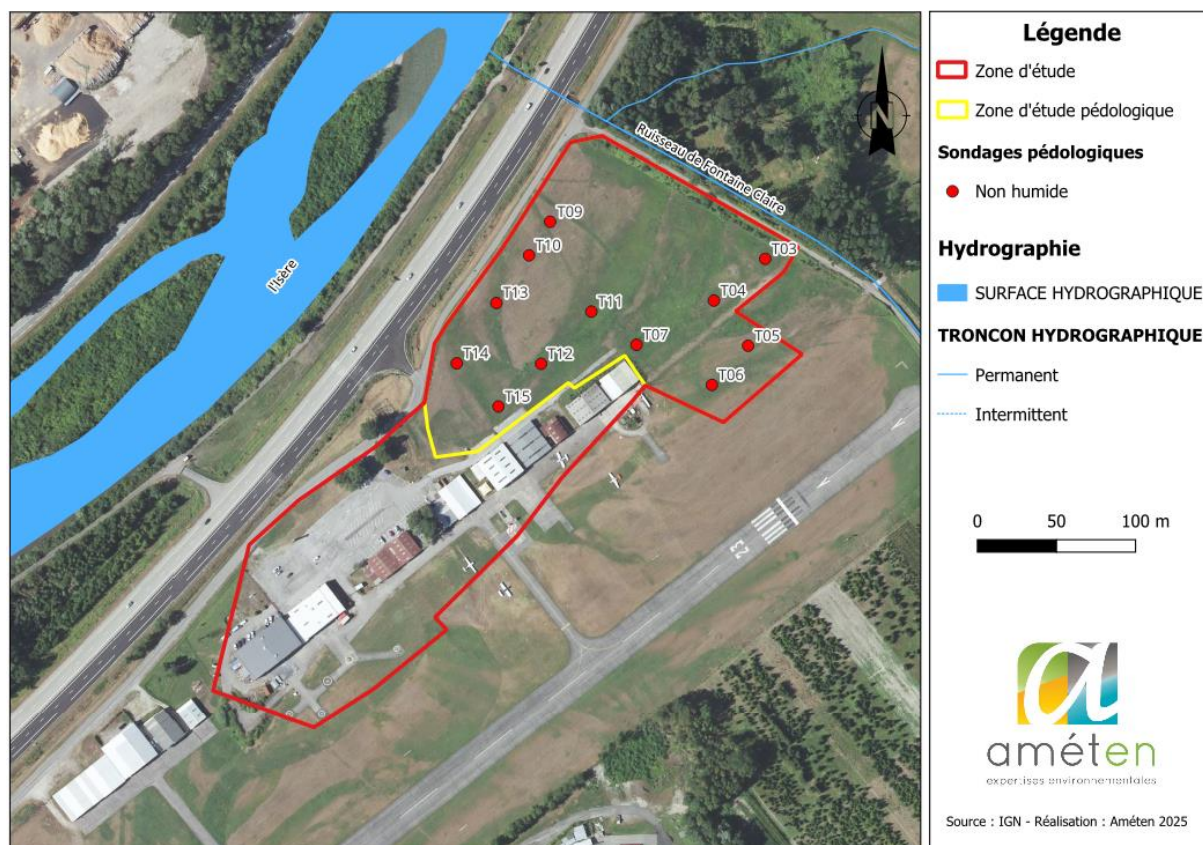 Ruisseau de Fontaine Claire
l'Isère
T09
T10
T03
T13
T04
T11
T07
T05
T14
T12
T06
T15
23
N
Légende
Zone d'étude
Zone d'étude pédologique
Sondages pédologiques
Non humide
Hydrographie
SURFACE HYDROGRAPHIQUE
TRONCON HYDROGRAPHIQUE
Permanent
Intermittent
0 50 100 m
a
améten
expertises environnementales
Source : IGN - Réalisation : Améten 2025